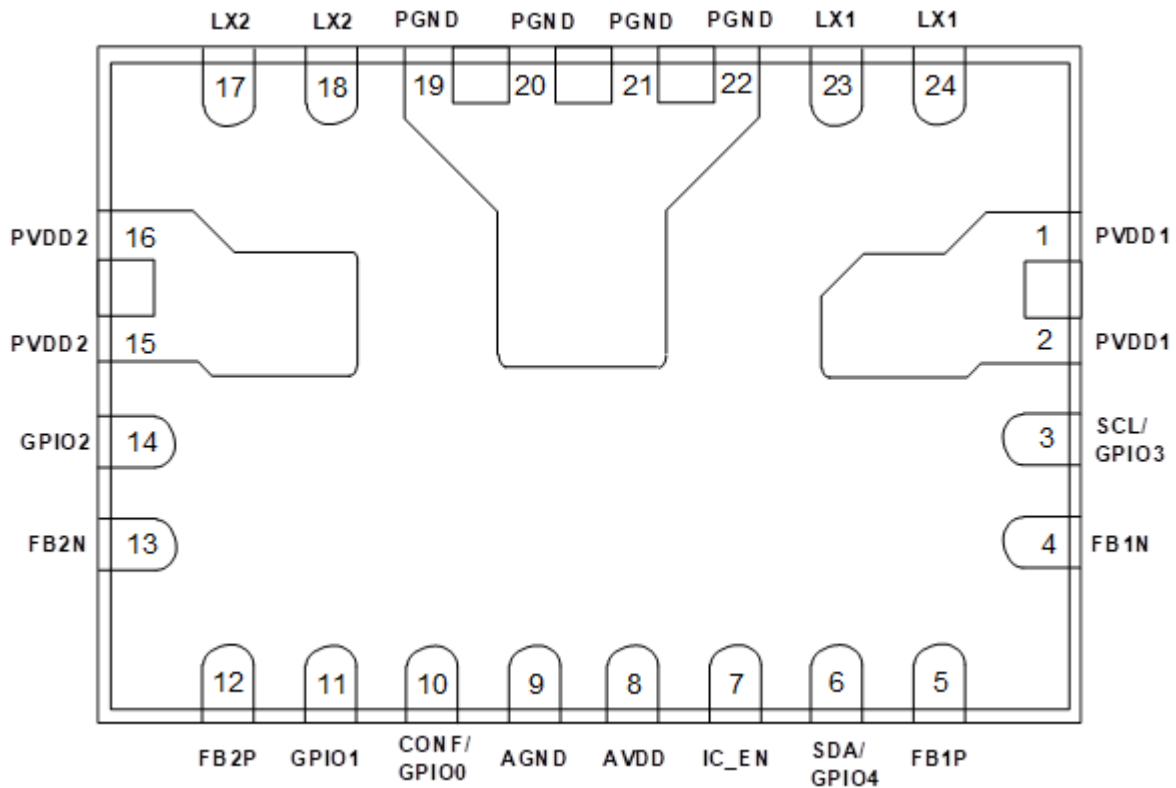 LX2 LX2 PGND PGND PGND PGND LX1 LX1
17 18 19 20 21 22 23 24
PVDD2 16 1 PVDD1
PVDD2 15 2 PVDD1
GPIO2 14 3 SCL/
GPIO3
FB2N 13 4 FB1N
12 11 10 9 8 7 6 5
FB2P GPIO1 CONF/ AGND AVDD IC_EN SDA/ FB1P
GPIO0 GPIO4